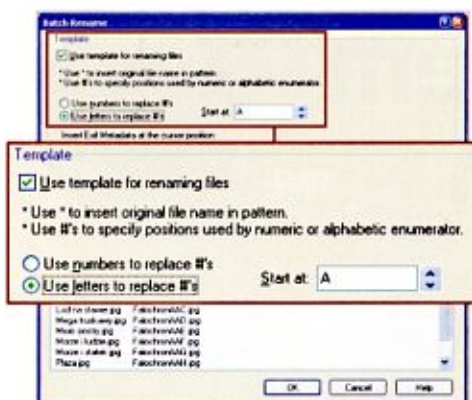 Batch Rename
Template
Use template for renaming files
* Use * to insert original file name in pattern.
* Use #'s to specify positions used by numeric or alphabetic enumerator.
Use numbers to replace #'s
Use letters to replace #'s
Start at: A
Insert Exif Metadata at the cursor position
Template
Use template for renaming files
* Use * to insert original file name in pattern.
* Use #'s to specify positions used by numeric or alphabetic enumerator.
Use numbers to replace #'s
Use letters to replace #'s
Start at: A
Plaza.jpg
OK
Cancel
Help